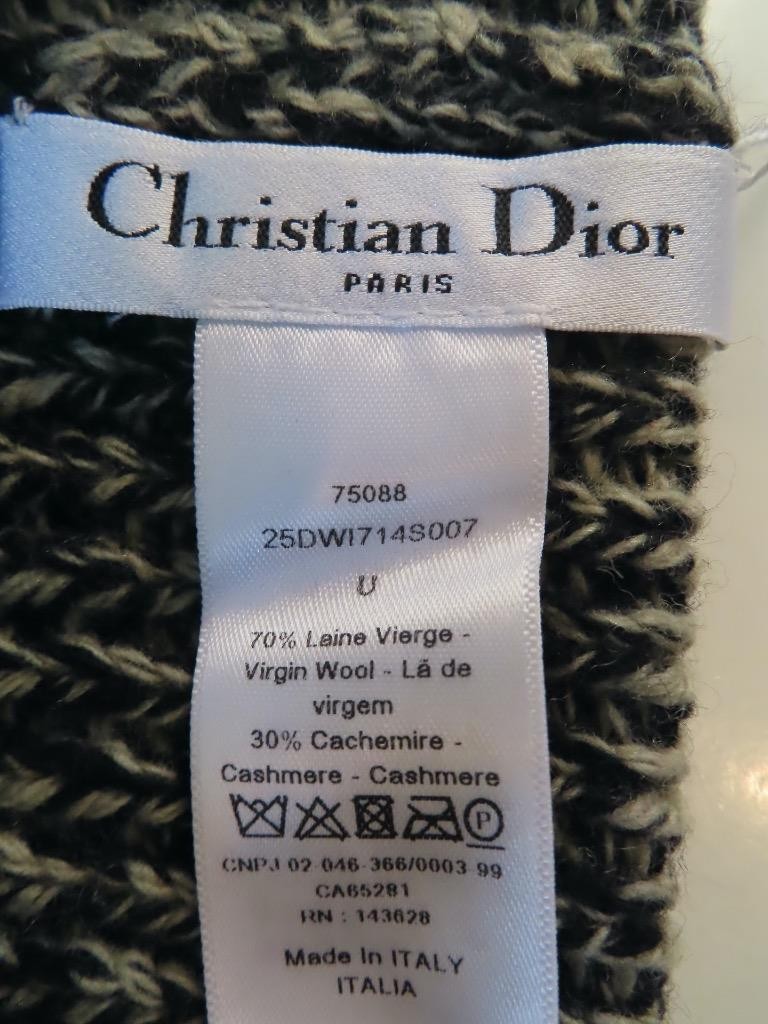 Christian Dior
PARIS
75088
25DWI714S007
U
70% Laine Vierge -
Virgin Wool - Lã de
virgem
30% Cachemire -
Cashmere - Cashmere
P
CNPJ 02-046-366/0003-99
CA65281
RN : 143628
Made In ITALY
ITALIA